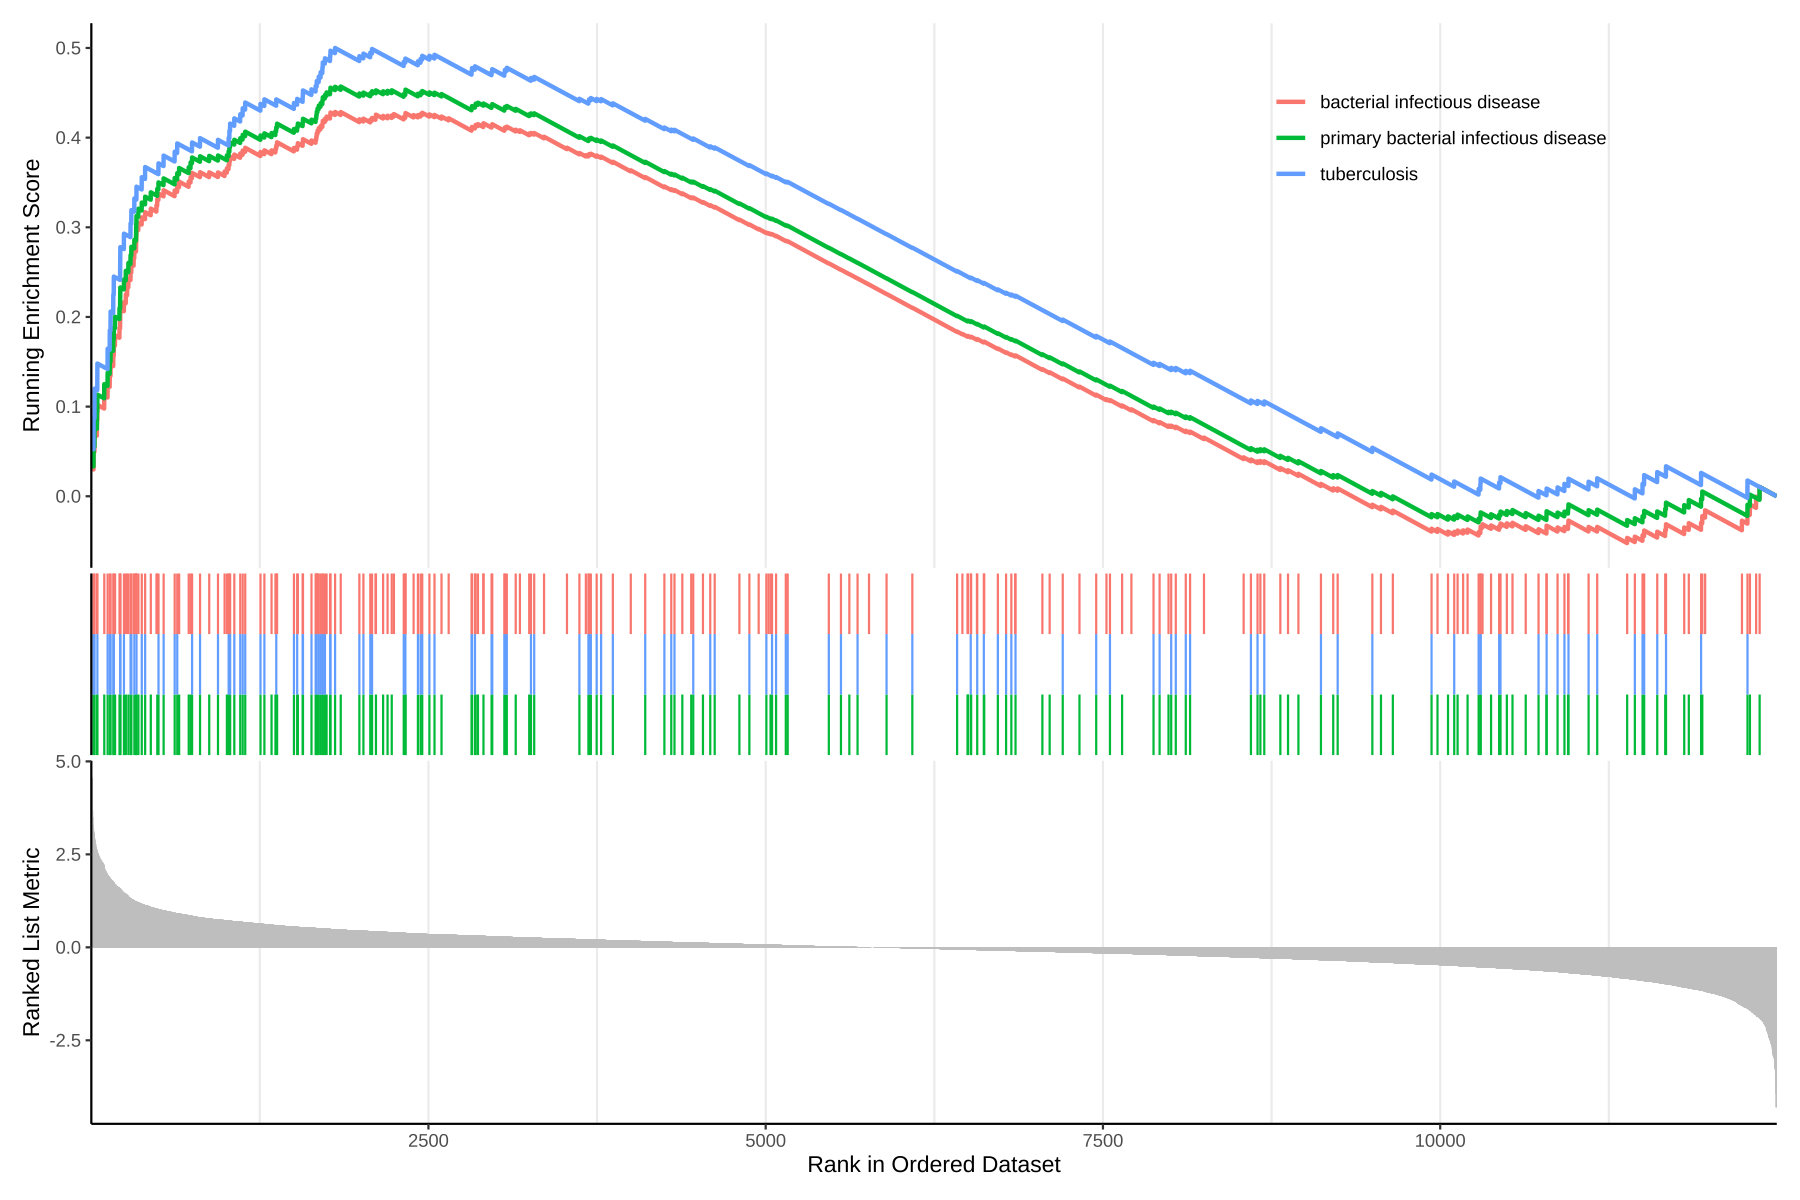 Running Enrichment Score
0.5
0.4
0.3
0.2
0.1
0.0
bacterial infectious disease
primary bacterial infectious disease
tuberculosis
Ranked List Metric
5.0
2.5
0.0
-2.5
2500
5000
7500
10000
Rank in Ordered Dataset